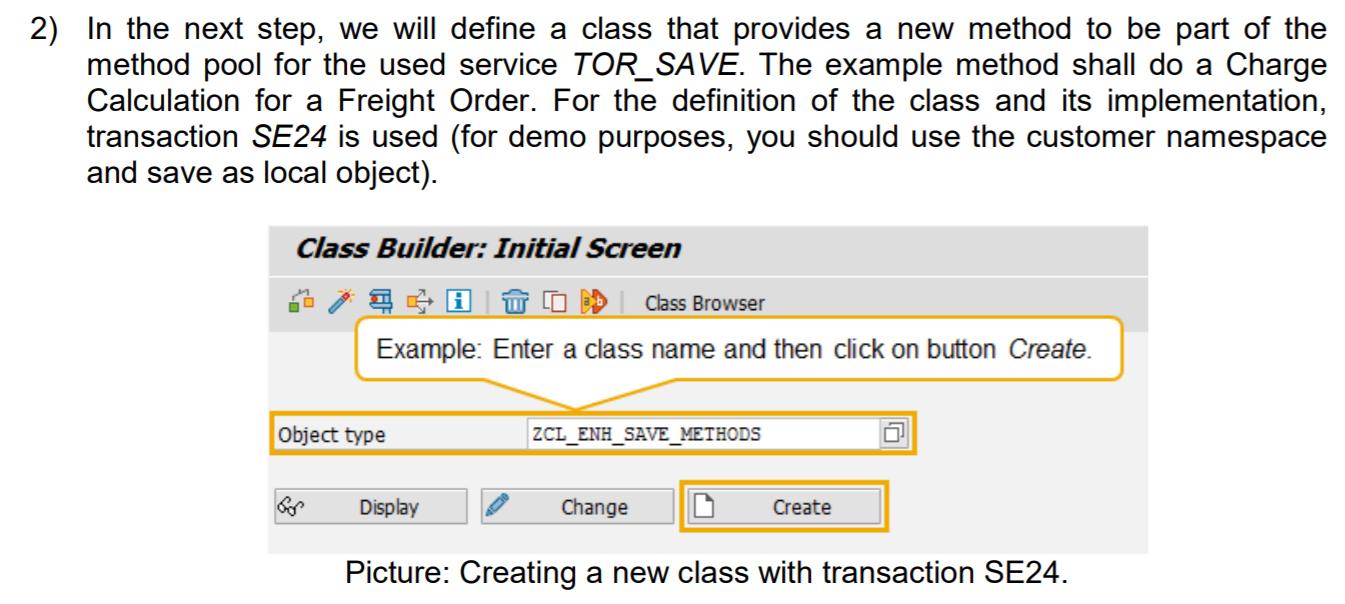 2) In the next step, we will define a class that provides a new method to be part of the
method pool for the used service TOR_SAVE. The example method shall do a Charge
Calculation for a Freight Order. For the definition of the class and its implementation,
transaction SE24 is used (for demo purposes, you should use the customer namespace
and save as local object).
Class Builder: Initial Screen
Class Browser
Example: Enter a class name and then click on button Create.
Object type ZCL_ENH_SAVE_METHODS
Display Change Create
Picture: Creating a new class with transaction SE24.